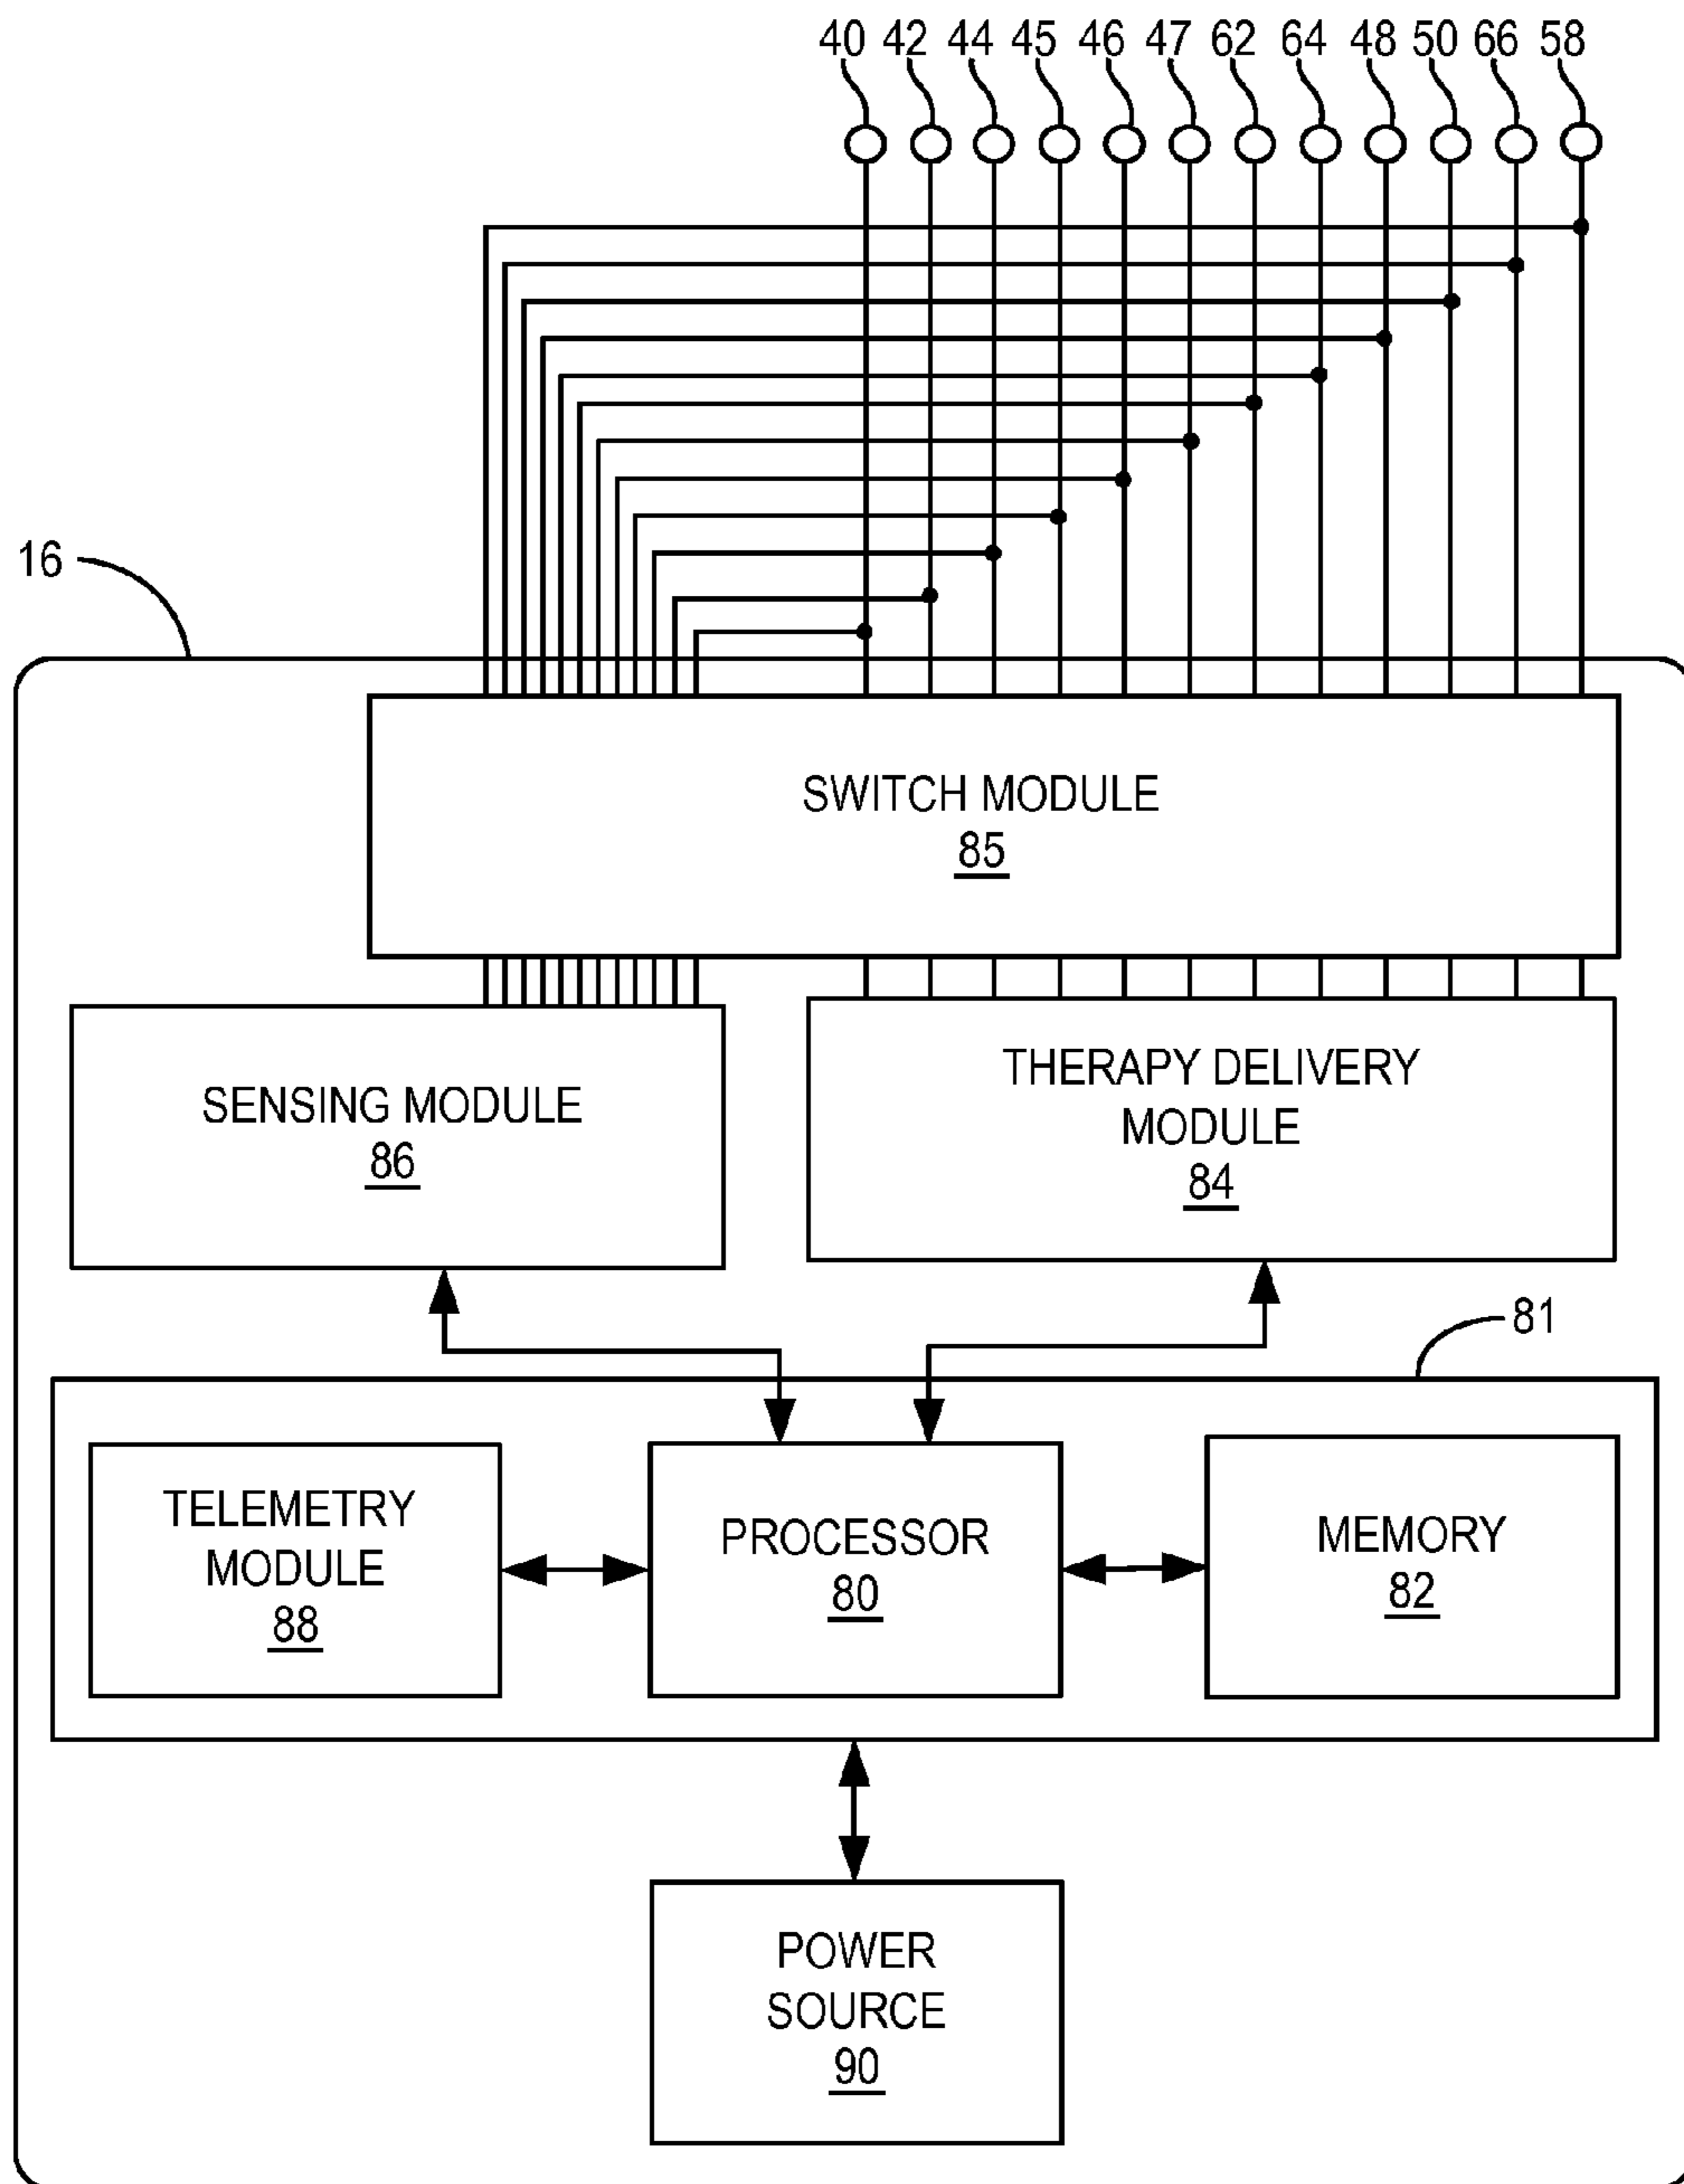 40 42 44 45 46 47 62 64 48 50 66 58
16
SWITCH MODULE
85
SENSING MODULE
86
THERAPY DELIVERY
MODULE
84
81
TELEMETRY
MODULE
88
PROCESSOR
80
MEMORY
82
POWER
SOURCE
90